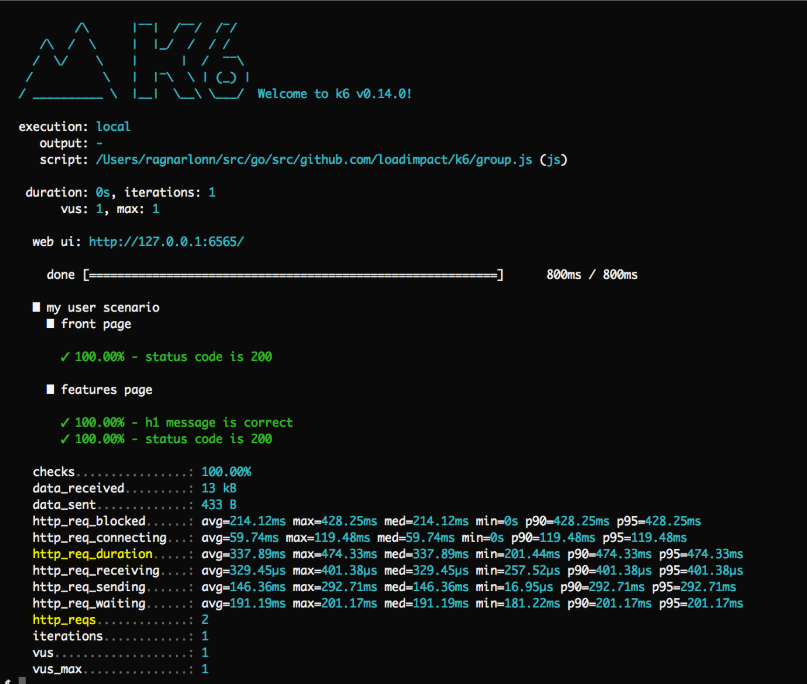 K6
Welcome to k6 v0.14.0!
execution: local
output: -
script: /Users/ragnarlonn/src/go/src/github.com/loadimpact/k6/group.js (js)
duration: 0s, iterations: 1
vus: 1, max: 1
web ui: http://127.0.0.1:6565/
done [==========================================================] 800ms / 800ms
█ my user scenario
█ front page
✓ 100.00% - status code is 200
█ features page
✓ 100.00% - h1 message is correct
✓ 100.00% - status code is 200
checks................: 100.00%
data_received.........: 13 kB
data_sent.............: 433 B
http_req_blocked......: avg=214.12ms max=428.25ms med=214.12ms min=0s p90=428.25ms p95=428.25ms
http_req_connecting...: avg=59.74ms max=119.48ms med=59.74ms min=0s p90=119.48ms p95=119.48ms
http_req_duration.....: avg=337.89ms max=474.33ms med=337.89ms min=201.44ms p90=474.33ms p95=474.33ms
http_req_receiving....: avg=329.45µs max=401.38µs med=329.45µs min=257.52µs p90=401.38µs p95=401.38µs
http_req_sending......: avg=146.36ms max=292.71ms med=146.36ms min=16.95µs p90=292.71ms p95=292.71ms
http_req_waiting......: avg=191.19ms max=201.17ms med=191.19ms min=181.22ms p90=201.17ms p95=201.17ms
http_reqs.............: 2
iterations............: 1
vus...................: 1
vus_max...............: 1
$